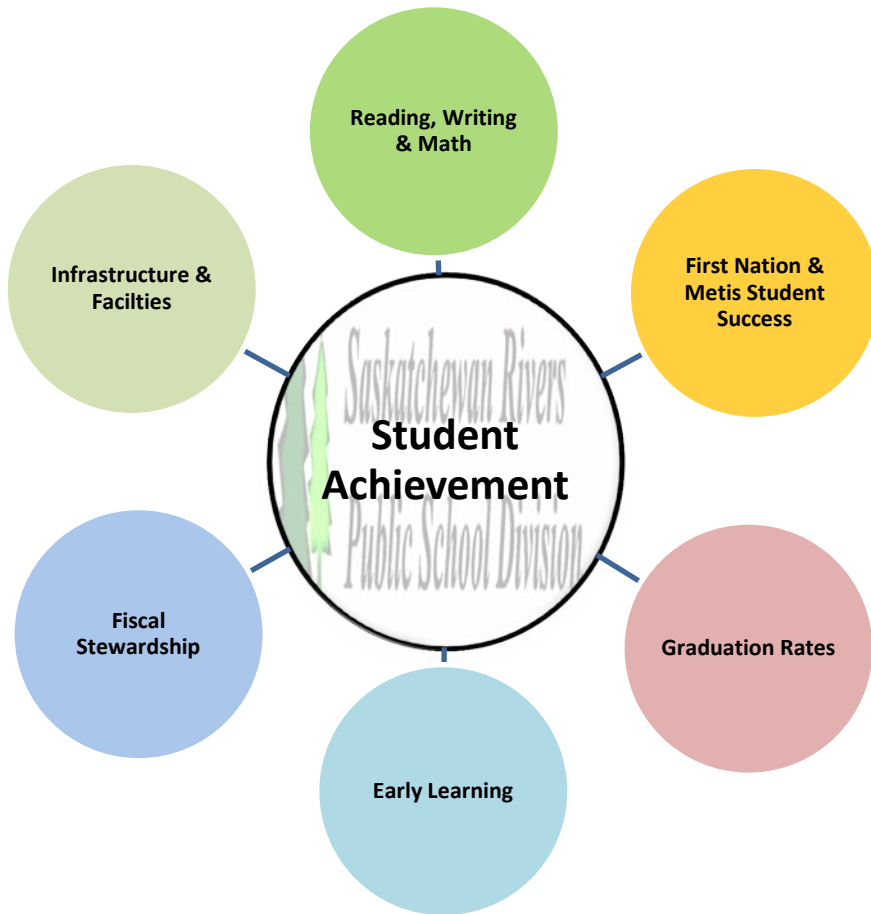 Reading, Writing
& Math
First Nation &
Metis Student
Success
Graduation Rates
Early Learning
Fiscal
Stewardship
Infrastructure &
Facilties
Saskatchewan Rivers
Student
Achievement
Public School Division